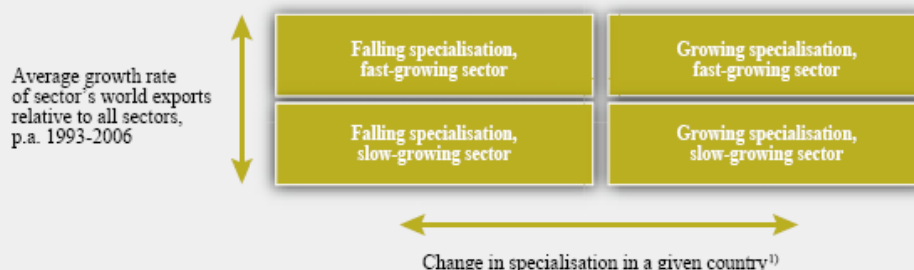 Falling specialisation,
fast-growing sector
Growing specialisation,
fast-growing sector
Average growth rate
of sector's world exports
relative to all sectors,
p.a. 1993-2006
Falling specialisation,
slow-growing sector
Growing specialisation,
slow-growing sector
Change in specialisation in a given country1)